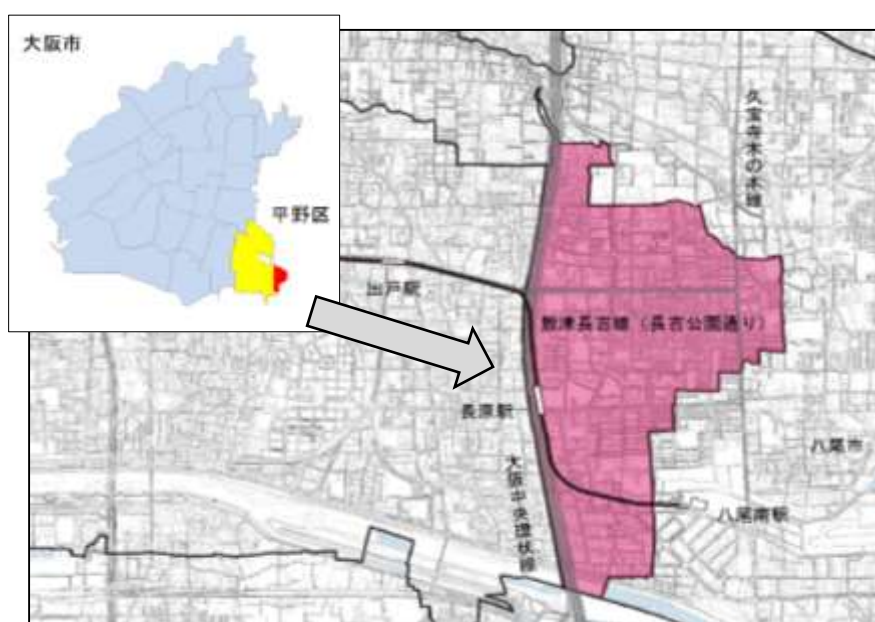 大阪市
平野区
久宝寺木の本線
出戸駅
敷津長吉線（長吉公園通り）
長原駅
大阪中央環状線
八尾市
八尾南駅